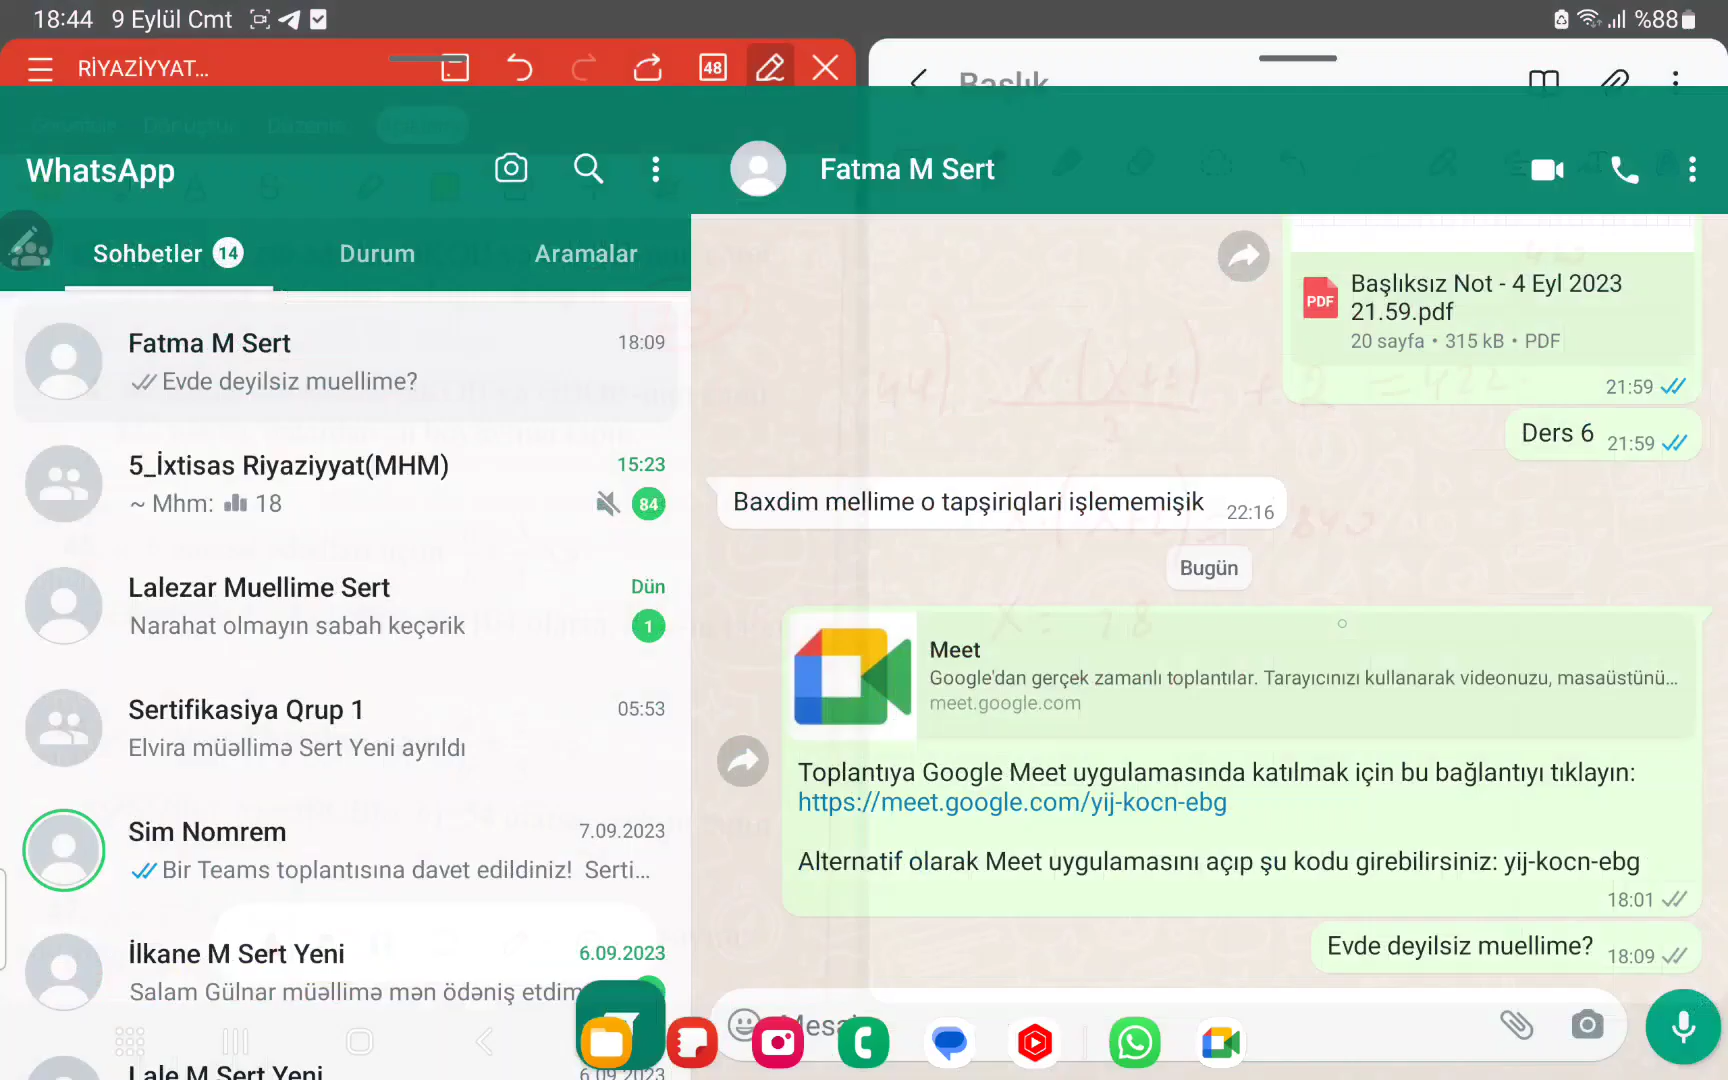 18:44 9 Eylül Cmt
%88
RİYAZİYYAT...
48
Başlık
WhatsApp
Sohbetler 14
Durum
Aramalar
Fatma M Sert
18:09
Evde deyilsiz muellime?
5_İxtisas Riyaziyyat(MHM)
15:23
~ Mhm: 18
84
Lalezar Muellime Sert
Dün
Narahat olmayın sabah keçərik
1
Sertifikasiya Qrup 1
05:53
Elvira müəllimə Sert Yeni ayrıldı
Sim Nomrem
7.09.2023
Bir Teams toplantısına davet edildiniz! Serti...
İlkane M Sert Yeni
6.09.2023
Salam Gülnar müəllimə mən ödəniş etdim
Lale M Sert Yeni
6.09.2023
Fatma M Sert
PDF
Başlıksız Not - 4 Eyl 2023
21.59.pdf
20 sayfa • 315 kB • PDF
21:59
Ders 6
21:59
Baxdim mellime o tapşiriqlari işlememişik
22:16
Bugün
Meet
Google'dan gerçek zamanlı toplantılar. Tarayıcınızı kullanarak videonuzu, masaüstünü...
meet.google.com
Toplantıya Google Meet uygulamasında katılmak için bu bağlantıyı tıklayın:
https://meet.google.com/yij-kocn-ebg
Alternatif olarak Meet uygulamasını açıp şu kodu girebilirsiniz: yij-kocn-ebg
18:01
Evde deyilsiz muellime?
18:09